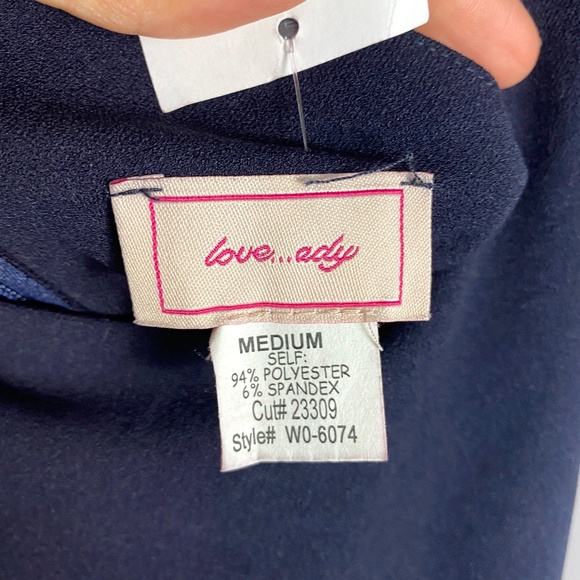 love...ady
MEDIUM
SELF:
94% POLYESTER
6% SPANDEX
Cut# 23309
Style# W0-6074